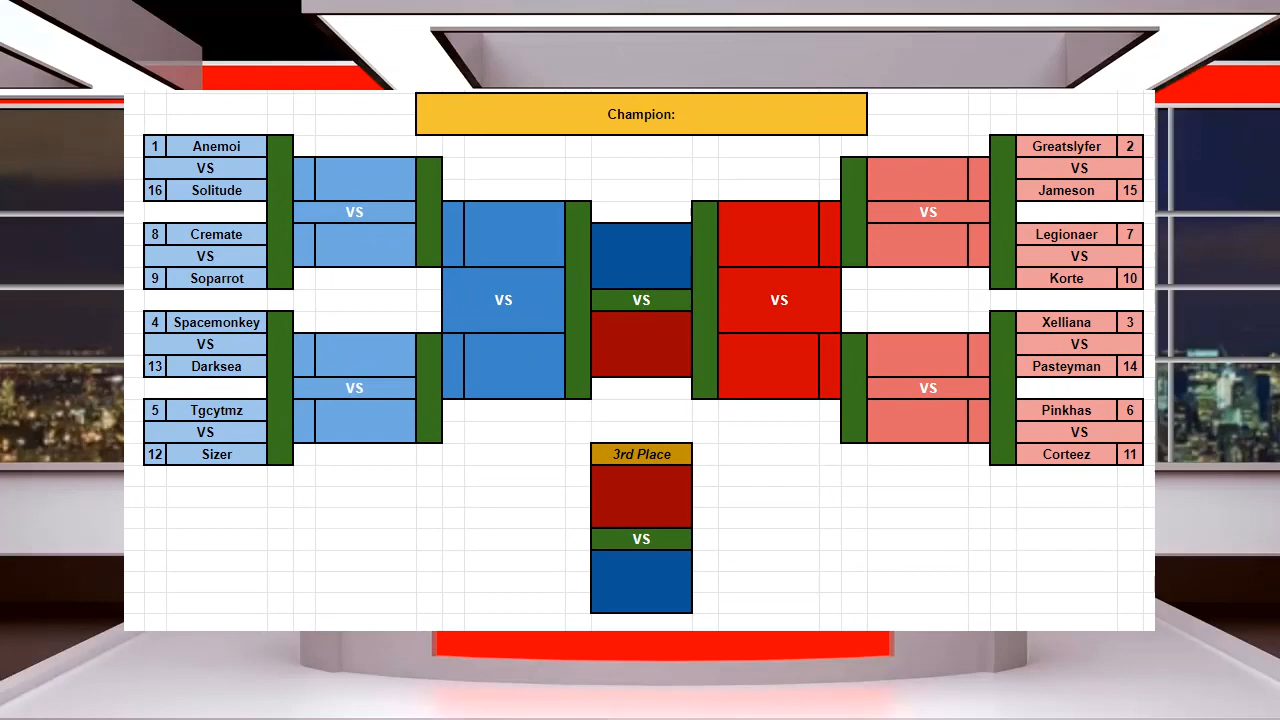 Champion:
1 Anemoi
VS
16 Solitude
8 Cremate
VS
9 Soparrot
4 Spacemonkey
VS
13 Darksea
5 Tgcytmz
VS
12 Sizer
VS
VS
VS
VS
3rd Place
VS
VS
VS
VS
Greatslyfer 2
VS
Jameson 15
Legionaer 7
VS
Korte 10
Xelliana 3
VS
Pasteyman 14
Pinkhas 6
VS
Corteez 11